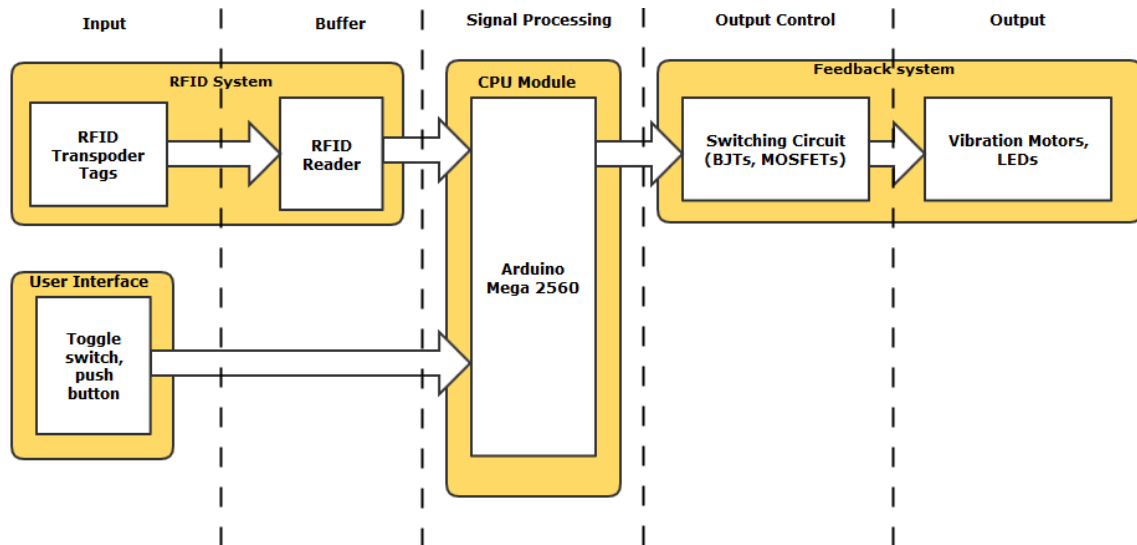 Input
Buffer
Signal Processing
Output Control
Output
RFID System
RFID
Transpoder
Tags
RFID
Reader
CPU Module
Arduino
Mega 2560
Feedback system
Switching Circuit
(BJTs, MOSFETs)
Vibration Motors,
LEDs
User Interface
Toggle
switch,
push
button